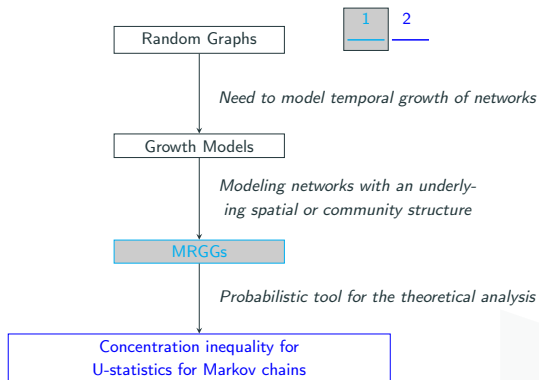 1 2
Random Graphs
Need to model temporal growth of networks
Growth Models
Modeling networks with an underly-
ing spatial or community structure
MRGGs
Probabilistic tool for the theoretical analysis
Concentration inequality for
U-statistics for Markov chains